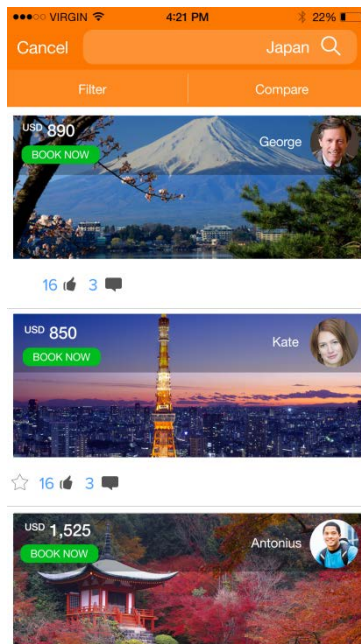 VIRGIN 4:21 PM 22%
Cancel Japan
Filter Compare
USD 890
George
BOOK NOW
16 3
USD 850
Kate
BOOK NOW
16 3
USD 1,525
Antonius
BOOK NOW